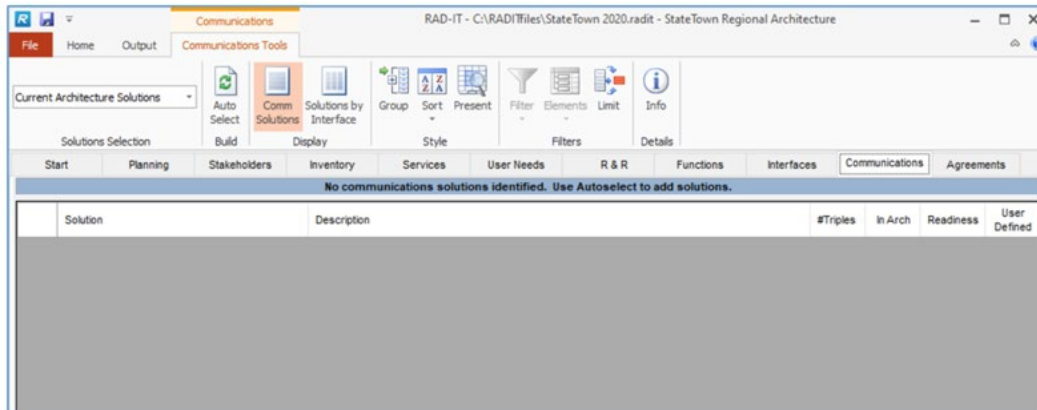 Communications
RAD-IT - C:\RADITfiles\StateTown 2020.radit - StateTown Regional Architecture
File Home Output Communications Tools
Current Architecture Solutions
Auto Select
Comm Solutions
Solutions by Interface
Group
Sort
Present
Filter
Elements
Limit
Info
Solutions Selection Build Display Style Filters Details
Start Planning Stakeholders Inventory Services User Needs R & R Functions Interfaces Communications Agreements
No communications solutions identified. Use Autoselect to add solutions.
Solution Description #Triples In Arch Readiness User Defined